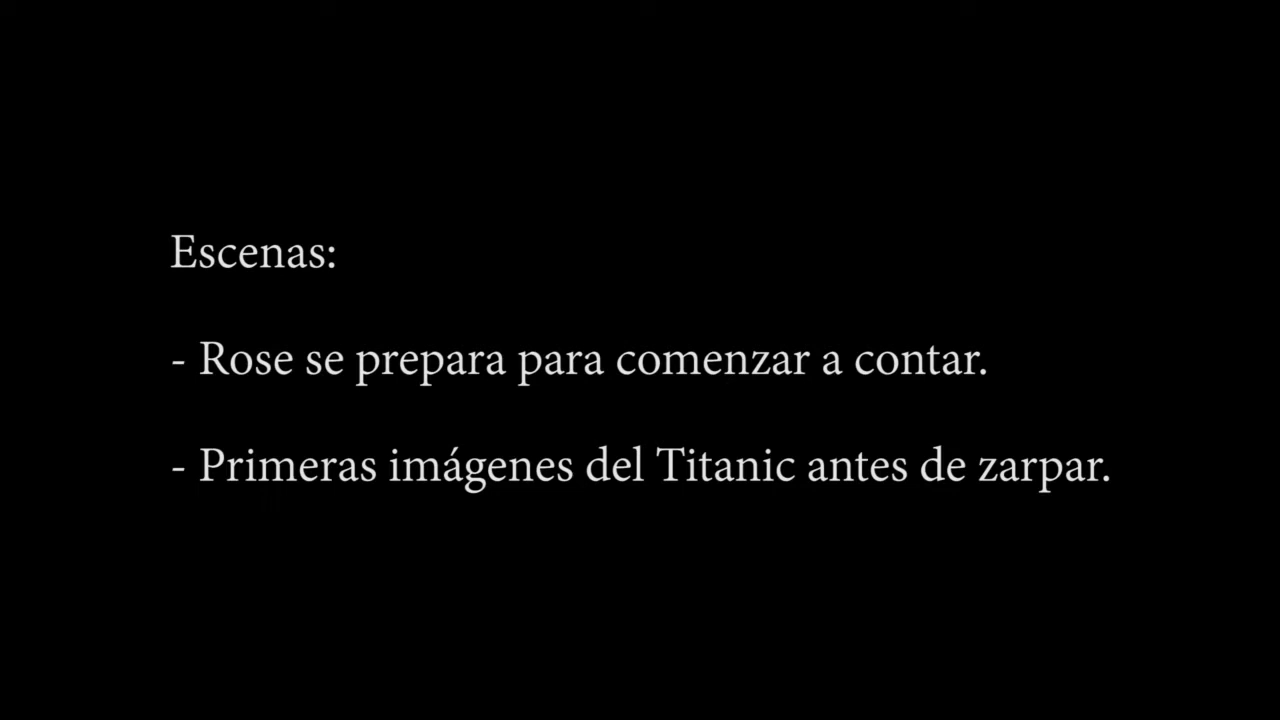 Escenas:
- Rose se prepara para comenzar a contar.
- Primeras imágenes del Titanic antes de zarpar.